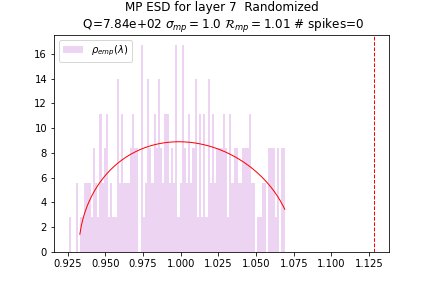 MP ESD for layer 7 Randomized
Q=7.84e+02 σmp=1.0 ℛmp=1.01 # spikes=0
ρemp(λ)
16
14
12
10
8
6
4
2
0
0.925 0.950 0.975 1.000 1.025 1.050 1.075 1.100 1.125